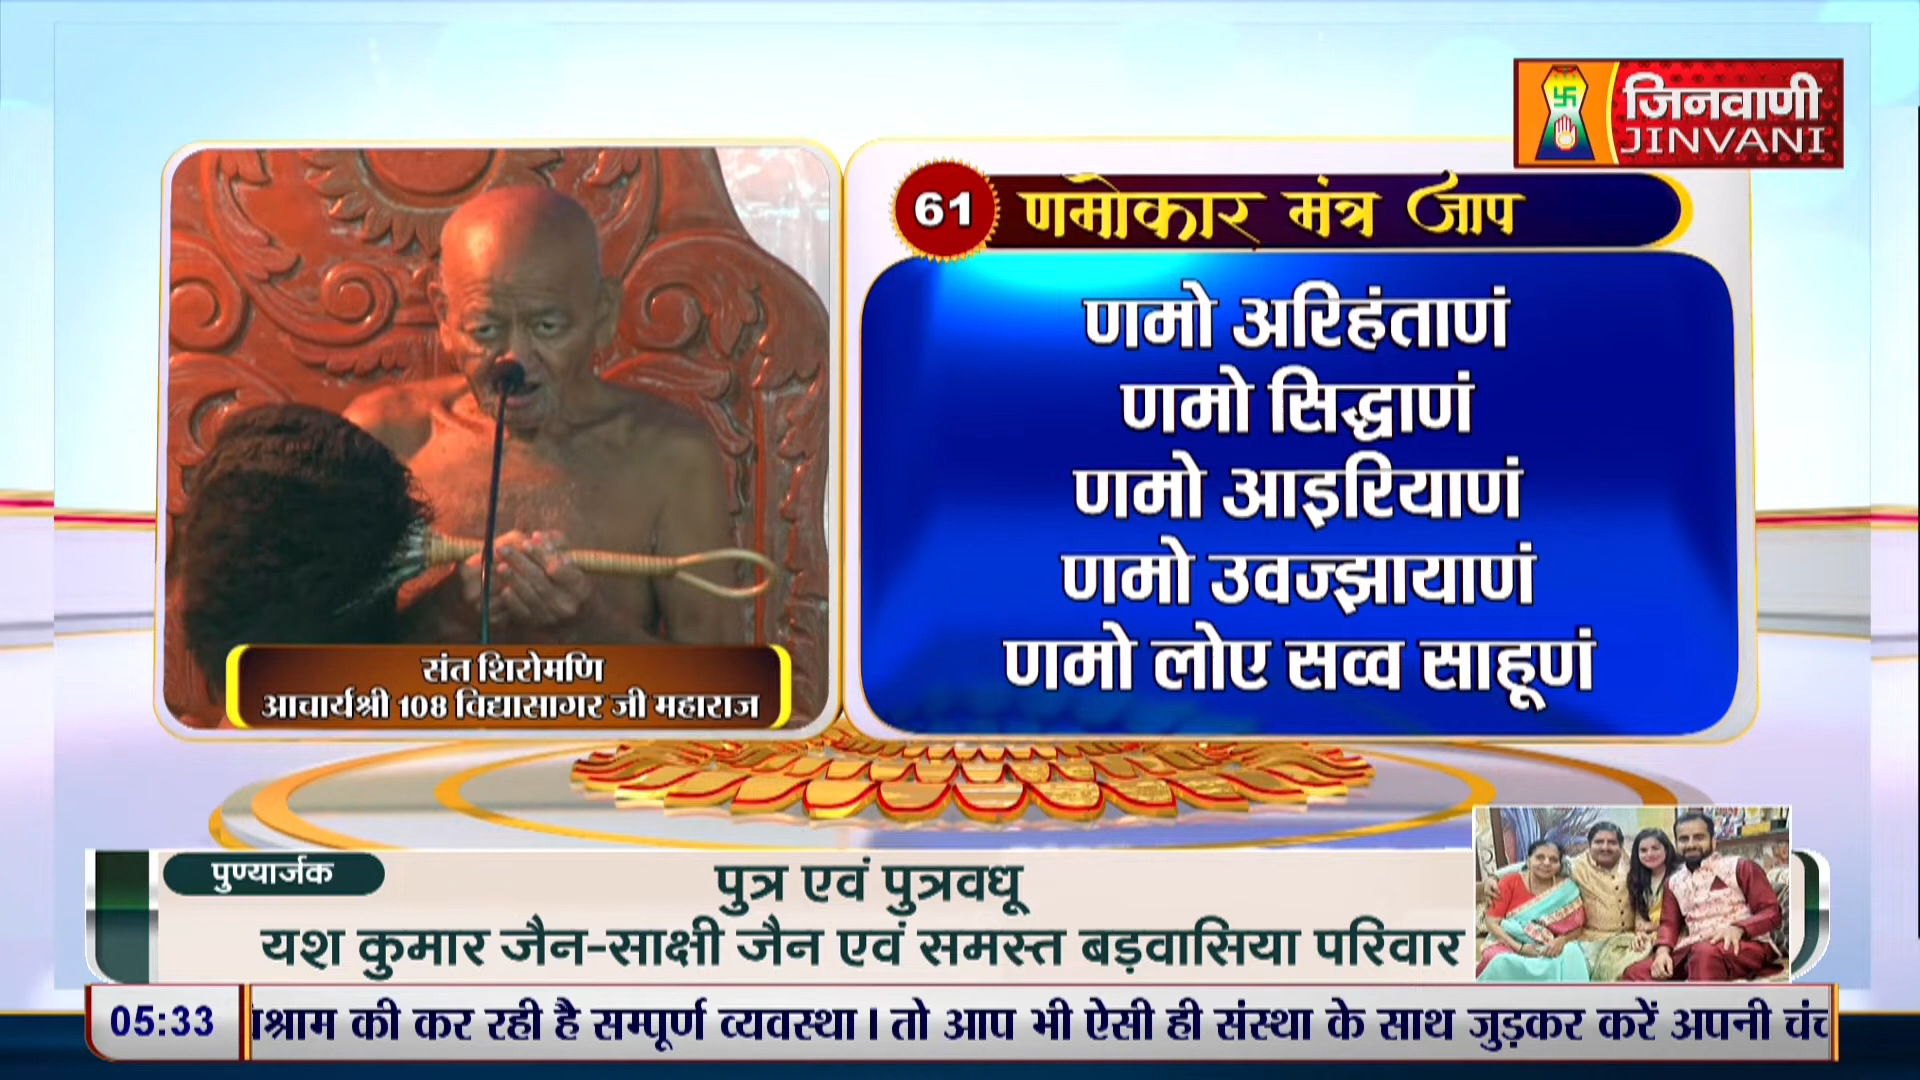 जिनवाणी
JINVANI
61 णमोकार मंत्र जाप
णमो अरिहंताणं
णमो सिद्धाणं
णमो आइरियाणं
णमो उवज्झायाणं
णमो लोए सव्व साहूणं
संत शिरोमणि
आचार्यश्री 108 विद्यासागर जी महाराज
पुण्यार्जक
पुत्र एवं पुत्रवधू
यश कुमार जैन-साक्षी जैन एवं समस्त बड़वासिया परिवार
05:33 की कर रही है सम्पूर्ण व्यवस्था । तो आप भी ऐसी ही संस्था के साथ जुड़कर करें अपनी